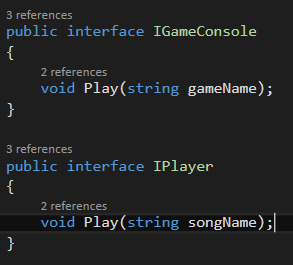 3 references
public interface IGameConsole
{
2 references
void Play(string gameName);
}
3 references
public interface IPlayer
{
2 references
void Play(string songName);
}